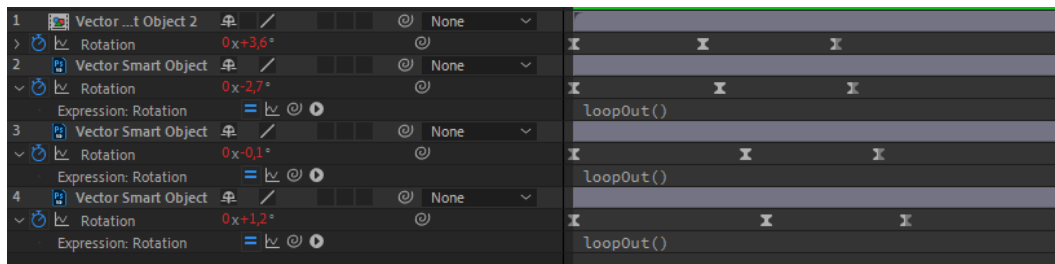 1 Vector ...t Object 2 None
Rotation 0x+3,6°
2 Vector Smart Object None
Rotation 0x-2,7°
Expression: Rotation loopOut()
3 Vector Smart Object None
Rotation 0x-0,1°
Expression: Rotation loopOut()
4 Vector Smart Object None
Rotation 0x+1,2°
Expression: Rotation loopOut()